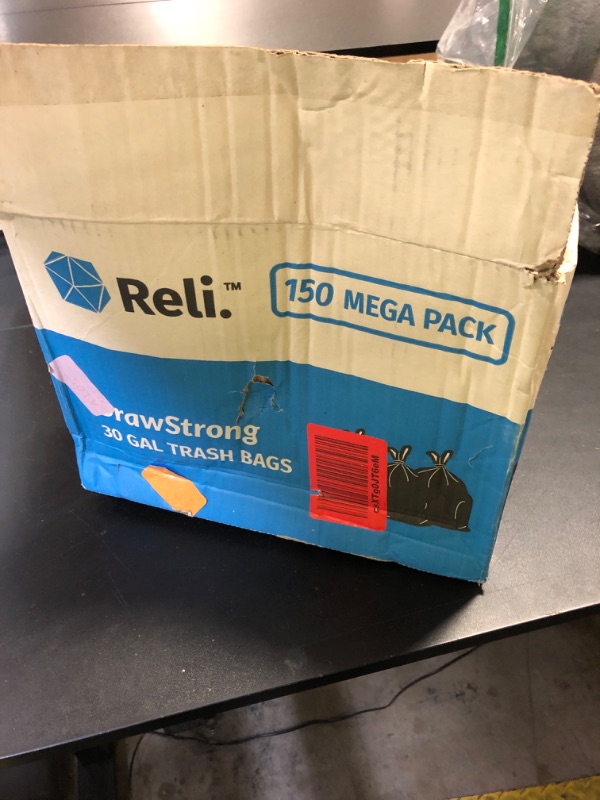 Reli.™
150 MEGA PACK
rawStrong
30 GAL TRASH BAGS